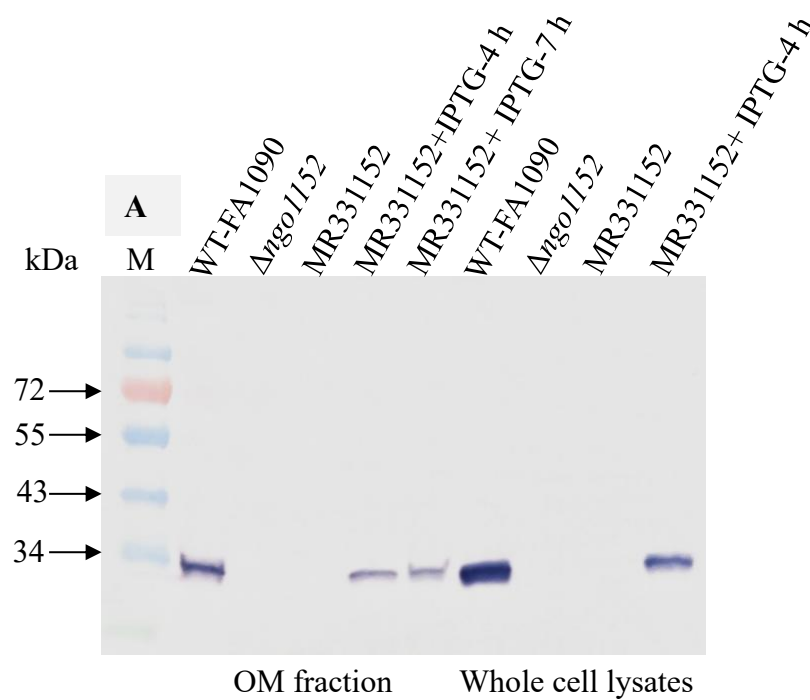 A
kDa
M
WT-FA1090
Δngo1152
MR331152
MR331152+IPTG-4 h
MR331152+ IPTG-7 h
WT-FA1090
Δngo1152
MR331152
MR331152+ IPTG-4 h
72
55
43
34
OM fraction
Whole cell lysates